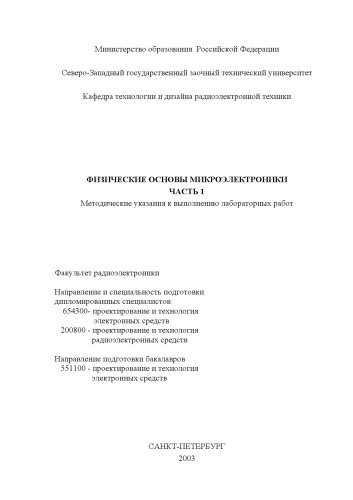 Министерство образования Российской Федерации
Северо-Западный государственный заочный технический университет
Кафедра технологии и дизайна радиоэлектронной техники
ФИЗИЧЕСКИЕ ОСНОВЫ МИКРОЭЛЕКТРОНИКИ
ЧАСТЬ 1
Методические указания к выполнению лабораторных работ
Факультет радиоэлектроники
Направление и специальность подготовки
дипломированных специалистов:
654300- проектирование и технология
электронных средств
200800 - проектирование и технология
радиоэлектронных средств
Направление подготовки бакалавров
551100 - проектирование и технология
электронных средств
САНКТ-ПЕТЕРБУРГ
2003